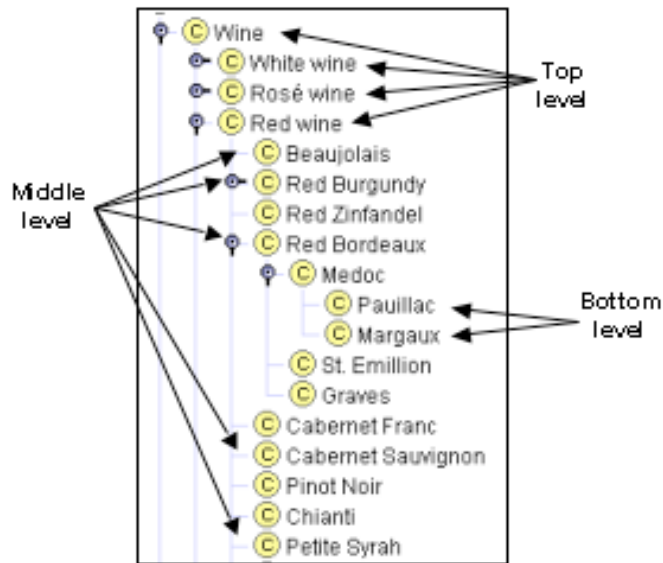 C Wine
C White wine
C Rosé wine
C Red wine
Top level
C Beaujolais
Middle level
C Red Burgundy
C Red Zinfandel
C Red Bordeaux
C Medoc
C Pauillac
Bottom level
C Margaux
C St. Emillion
C Graves
C Cabernet Franc
C Cabernet Sauvignon
C Pinot Noir
C Chianti
C Petite Syrah